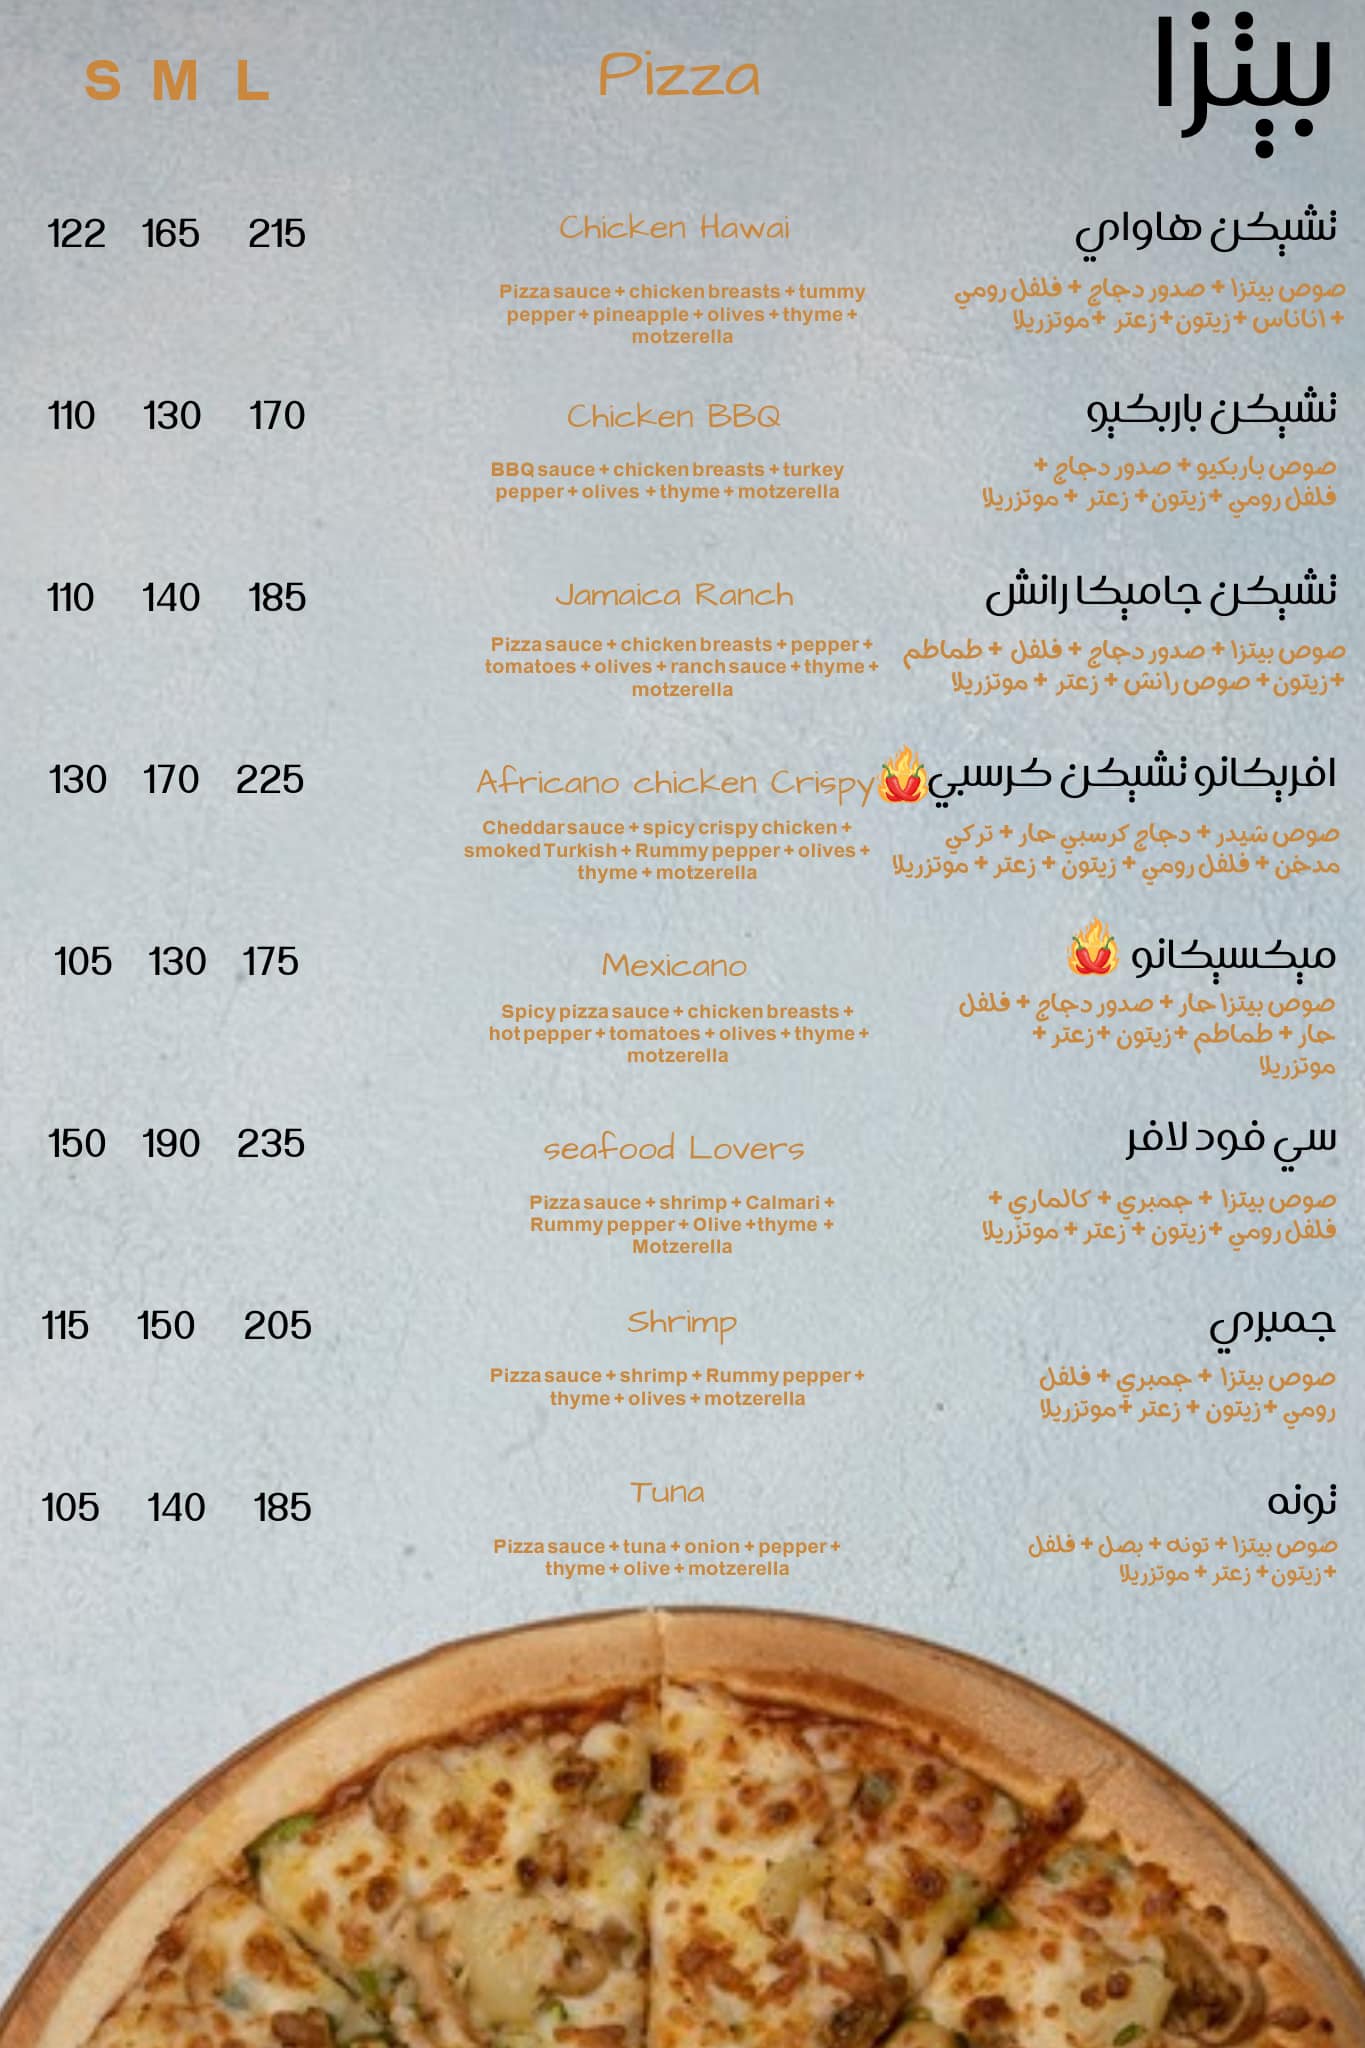 S M L Pizza بيتزا
122 165 215 Chicken Hawai تشيكن هاواي
Pizza sauce + chicken breasts + tummy
pepper + pineapple + olives + thyme +
motzerella
صوص بيتزا + صدور دجاج + فلفل رومي
+ اناناس + زيتون + زعتر + موتزريلا
110 130 170 Chicken BBQ تشيكن باربكيو
BBQ sauce + chicken breasts + turkey
pepper + olives + thyme + motzerella
صوص باربكيو + صدور دجاج +
فلفل رومي + زيتون + زعتر + موتزريلا
110 140 185 Jamaica Ranch تشيكن جاميكا رانش
Pizza sauce + chicken breasts + pepper +
tomatoes + olives + ranch sauce + thyme +
motzerella
صوص بيتزا + صدور دجاج + فلفل + طماطم
+ زيتون + صوص رانش + زعتر + موتزريلا
130 170 225 Africano chicken Crispy افريكانو تشيكن كرسبي
Cheddar sauce + spicy crispy chicken +
smoked Turkish + Rummy pepper + olives +
thyme + motzerella
صوص شيدر + دجاج كرسبي حار + تركي
مدخن + فلفل رومي + زيتون + زعتر + موتزريلا
105 130 175 Mexicano ميكسيكانو
Spicy pizza sauce + chicken breasts +
hot pepper + tomatoes + olives + thyme +
motzerella
صوص بيتزا حار + صدور دجاج + فلفل
حار + طماطم + زيتون + زعتر +
موتزريلا
150 190 235 seafood Lovers سي فود لافر
Pizza sauce + shrimp + Calmari +
Rummy pepper + Olive + thyme +
Motzerella
صوص بيتزا + جمبري + كالماري +
فلفل رومي + زيتون + زعتر + موتزريلا
115 150 205 Shrimp جمبري
Pizza sauce + shrimp + Rummy pepper +
thyme + olives + motzerella
صوص بيتزا + جمبري + فلفل
رومي + زيتون + زعتر + موتزريلا
105 140 185 Tuna تونه
Pizza sauce + tuna + onion + pepper +
thyme + olive + motzerella
صوص بيتزا + تونه + بصل + فلفل
+ زيتون + زعتر + موتزريلا